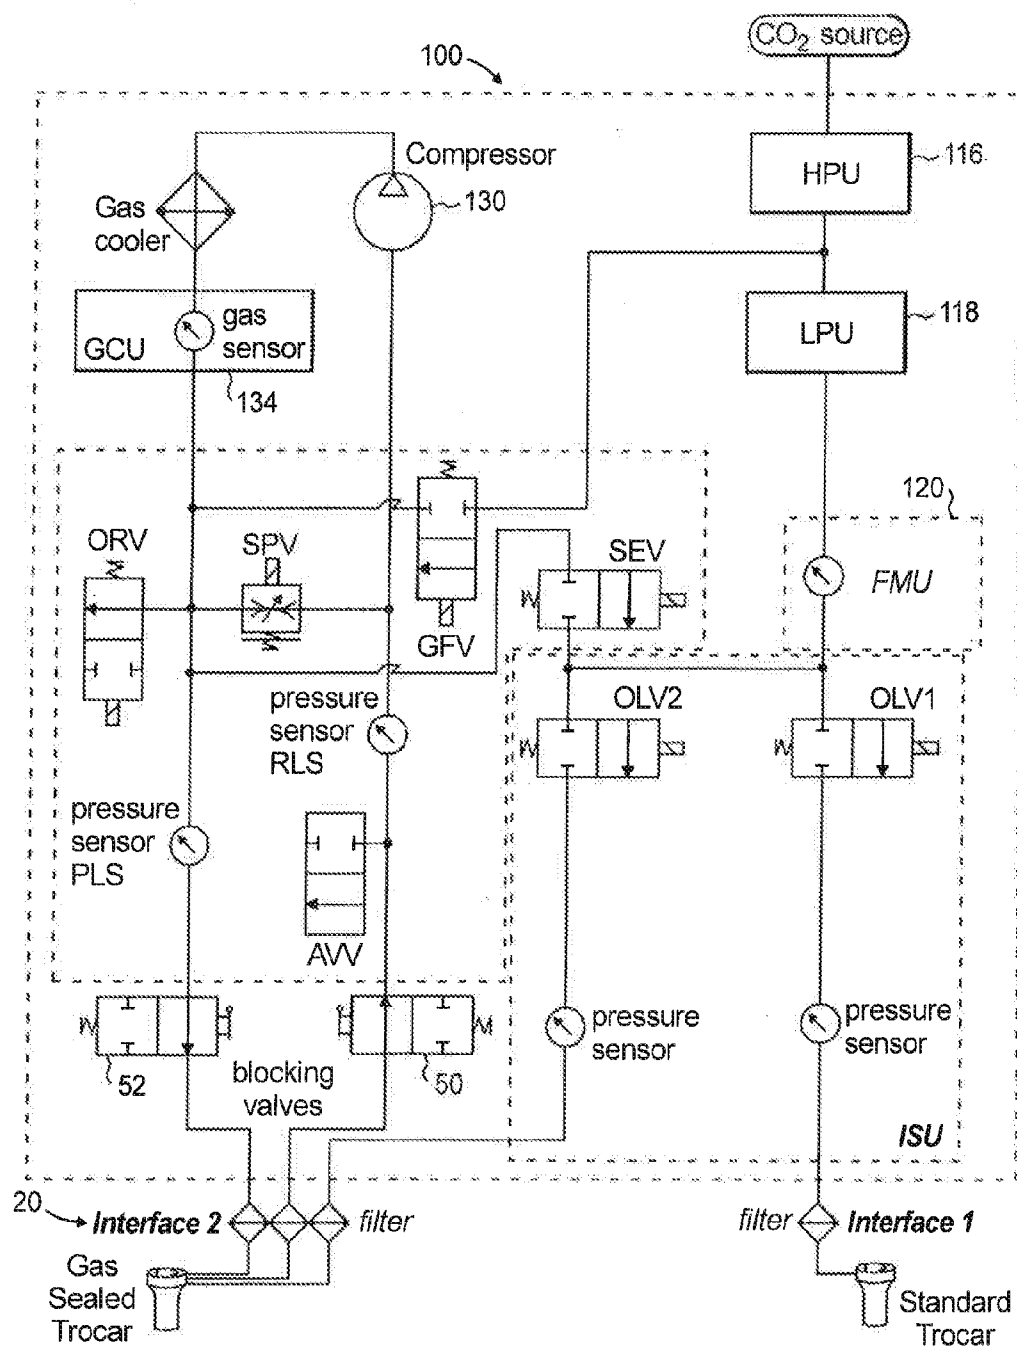 CO2 source
100
HPU
116
Compressor
130
Gas
cooler
gas
sensor
GCU
134
LPU
118
120
FMU
ORV
SPV
GFV
SEV
OLV2
OLV1
pressure
sensor
RLS
pressure
sensor
PLS
AVV
52
blocking
valves
50
pressure
sensor
pressure
sensor
ISU
20
Interface 2
filter
filter
Interface 1
Gas
Sealed
Trocar
Standard
Trocar